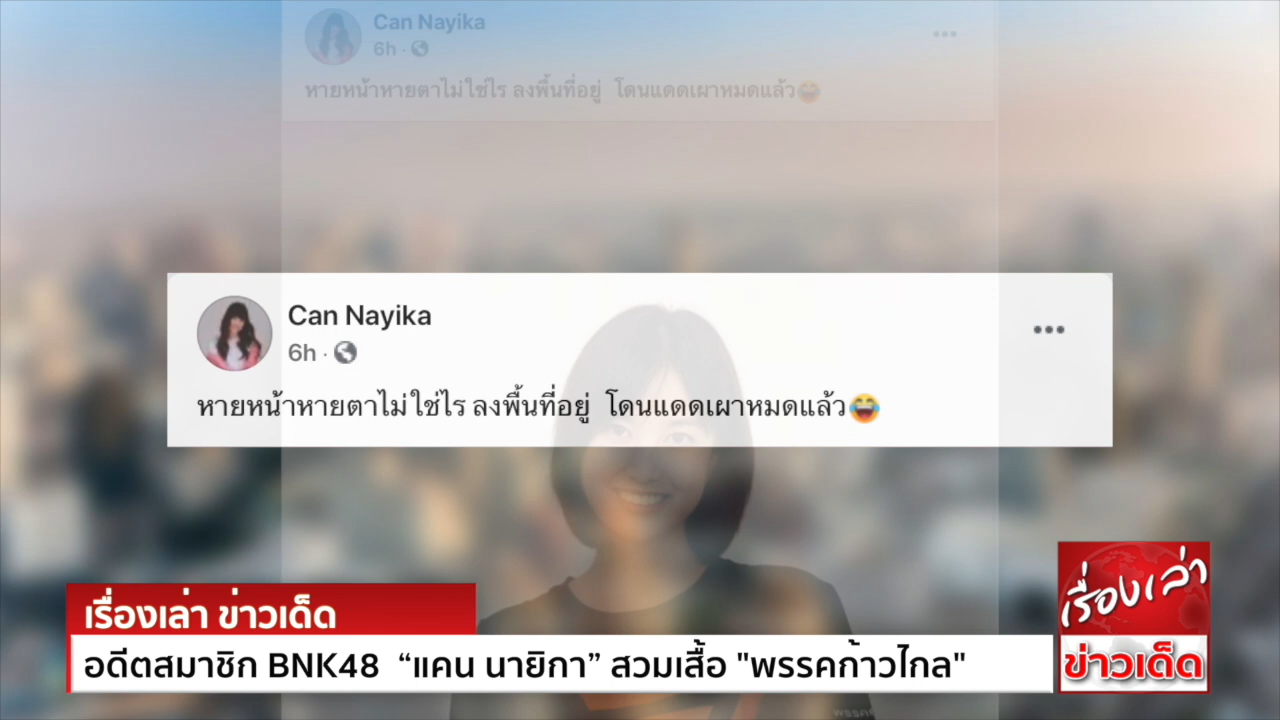 Can Nayika
6h ·
หายหน้าหายตาไม่ใช่ไร ลงพื้นที่อยู่ โดนแดดเผาหมดแล้ว😂
Can Nayika
6h ·
หายหน้าหายตาไม่ใช่ไร ลงพื้นที่อยู่ โดนแดดเผาหมดแล้ว😂
เรื่องเล่า ข่าวเด็ด
อดีตสมาชิก BNK48 “แคน นายิกา” สวมเสื้อ "พรรคก้าวไกล"
เรื่องเล่า
ข่าวเด็ด